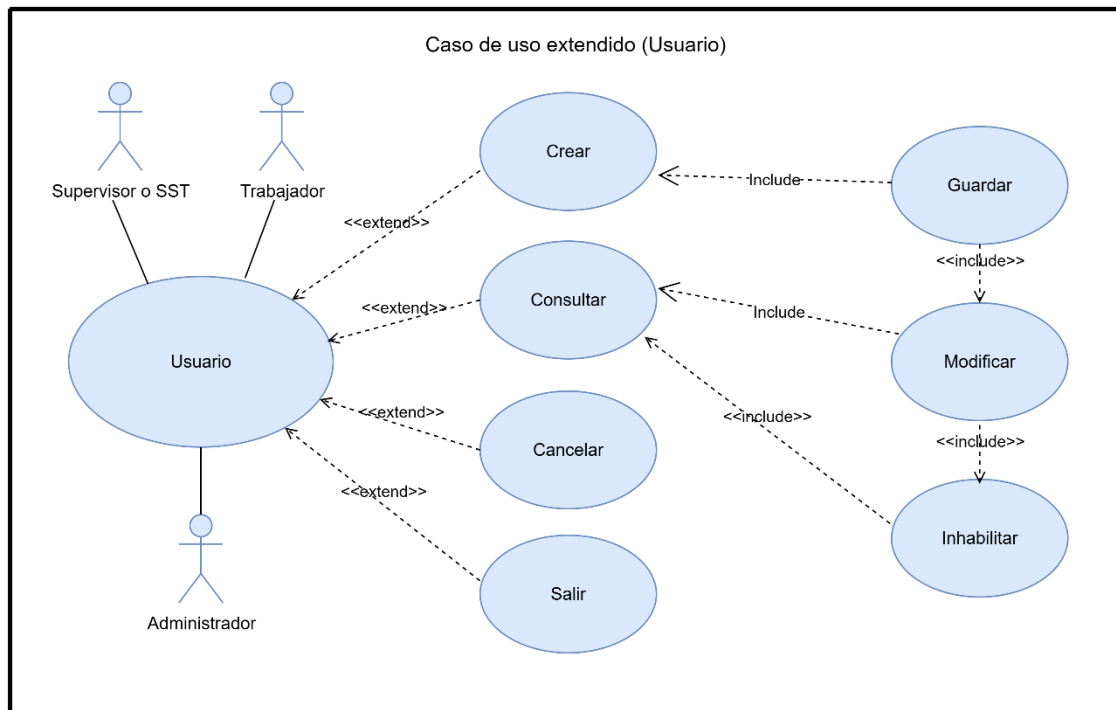 Caso de uso extendido (Usuario)
Supervisor o SST
Trabajador
Crear
Include
Guardar
<<extend>>
<<include>>
Consultar
<<extend>>
Include
Usuario
Modificar
<<extend>>
<<include>>
<<include>>
Cancelar
<<extend>>
Inhabilitar
Salir
Administrador